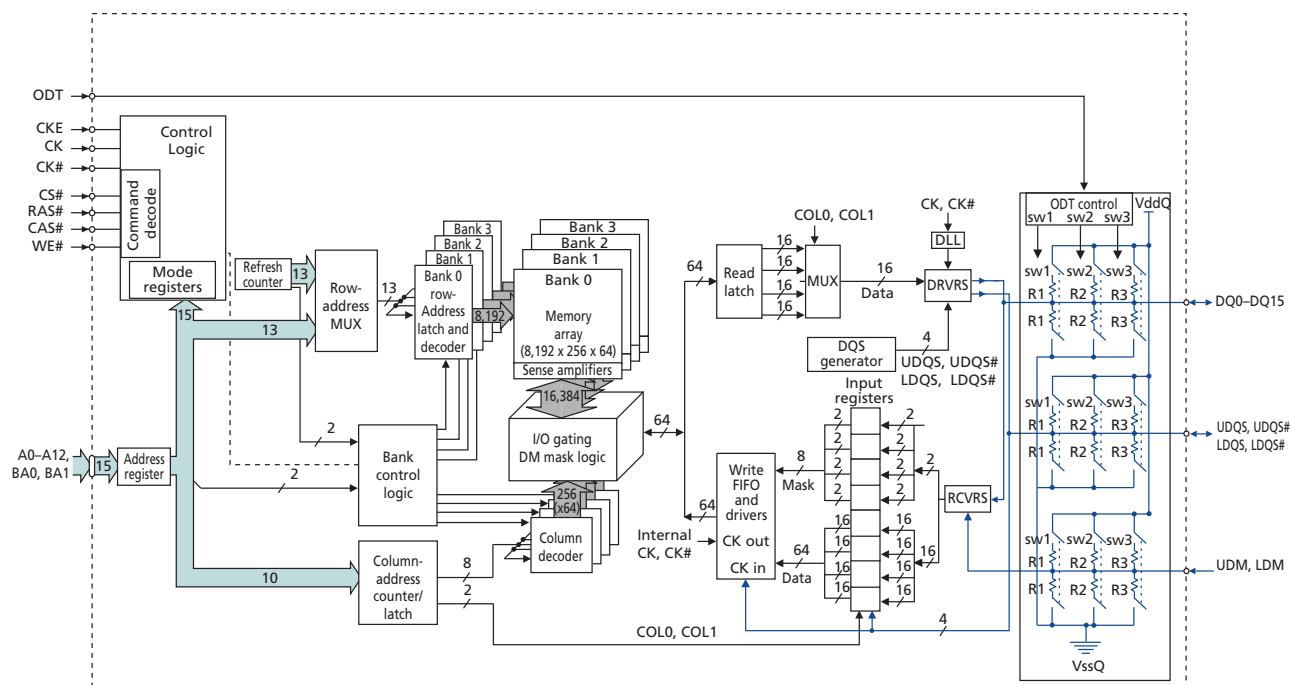 ODT
CKE
CK
CK#
CS#
RAS#
CAS#
WE#
Control
Logic
Command
decode
Mode
registers
15
Refresh
counter
13
13
Row-
address
MUX
13
Bank 3
Bank 2
Bank 1
Bank 0
row-
Address
latch and
decoder
8,192
Bank 3
Bank 2
Bank 1
Bank 0
Memory
array
(8,192 x 256 x 64)
Sense amplifiers
16,384
I/O gating
DM mask logic
64
A0–A12,
BA0, BA1
15
Address
register
2
2
Bank
control
logic
256
(x64)
Column
decoder
10
Column-
address
counter/
latch
8
2
COL0, COL1
64
Read
latch
16
16
16
16
COL0, COL1
MUX
16
Data
CK, CK#
DLL
DRVRS
DQS
generator
4
UDQS, UDQS#
LDQS, LDQS#
Input
registers
64
Write
FIFO
and
drivers
CK out
CK in
Internal
CK, CK#
8
Mask
64
Data
2
2
2
2
16
16
16
16
2
2
2
2
16
16
16
16
2
16
RCVRS
4
ODT control
sw1
sw2
sw3
VddQ
sw1
sw2
sw3
R1
R2
R3
R1
R2
R3
sw1
sw2
sw3
R1
R2
R3
R1
R2
R3
sw1
sw2
sw3
R1
R2
R3
R1
R2
R3
VssQ
DQ0–DQ15
UDQS, UDQS#
LDQS, LDQS#
UDM, LDM